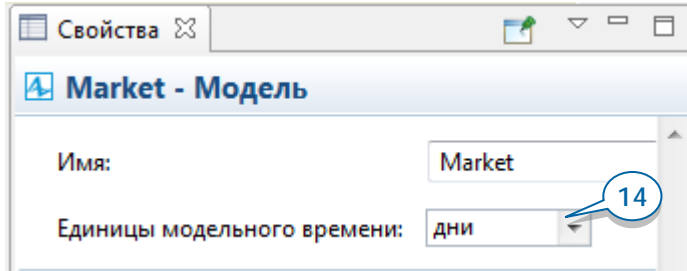 Свойства
Market - Модель
Имя: Market
14
Единицы модельного времени: дни